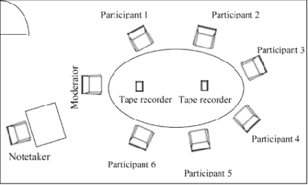 Participant 1
Participant 2
Participant 3
Moderator
Tape recorder
Tape recorder
Participant 4
Notetaker
Participant 6
Participant 5